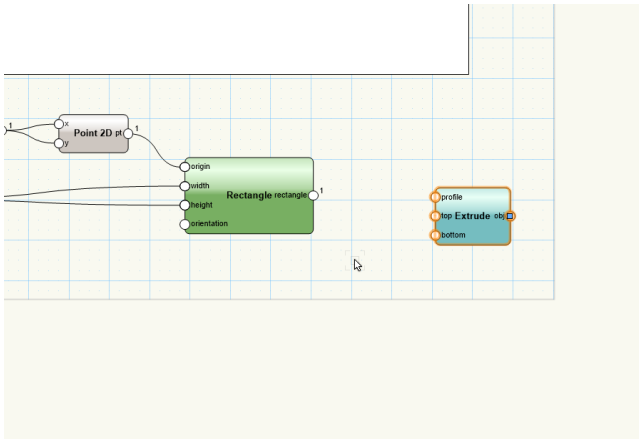 1
x
Point 2D pt
1
y
origin
width
Rectangle rectangle
1
height
orientation
profile
top Extrude obj
bottom